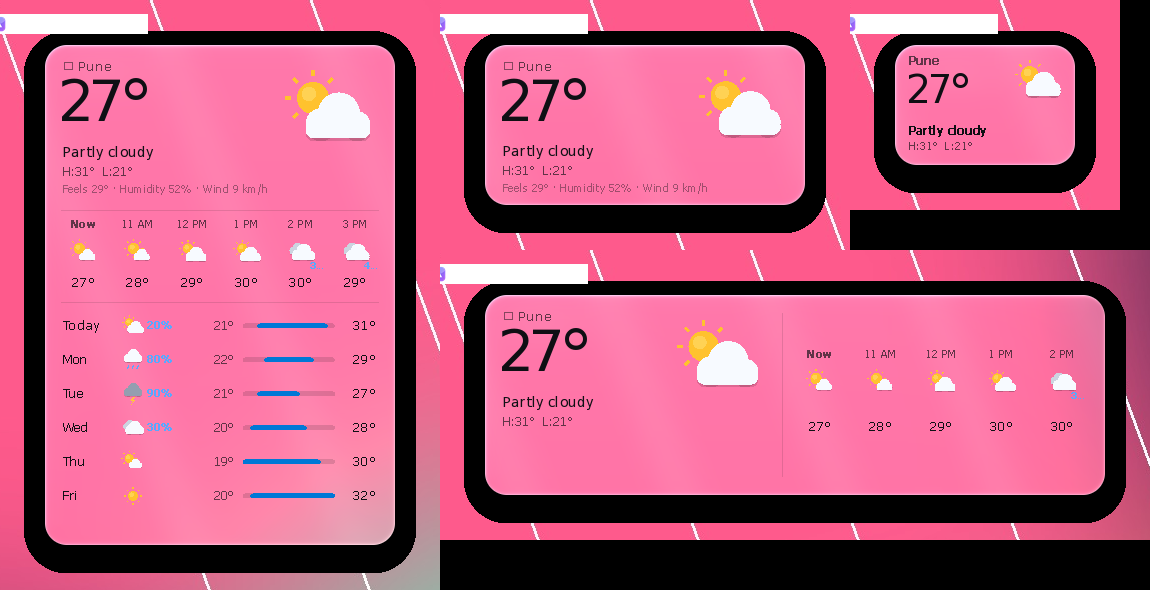 Pune
27°
Partly cloudy
H:31° L:21°
Feels 29° · Humidity 52% · Wind 9 km/h
Now 11 AM 12 PM 1 PM 2 PM 3 PM
27° 28° 29° 30° 30° 29°
Today 20% 21° 31°
Mon 80% 22° 29°
Tue 90% 21° 27°
Wed 30% 20° 28°
Thu 19° 30°
Fri 20° 32°
Pune
27°
Partly cloudy
H:31° L:21°
Feels 29° · Humidity 52% · Wind 9 km/h
Pune
27°
Partly cloudy
H:31° L:21°
Pune
27°
Partly cloudy
H:31° L:21°
Now 11 AM 12 PM 1 PM 2 PM
27° 28° 29° 30° 30°